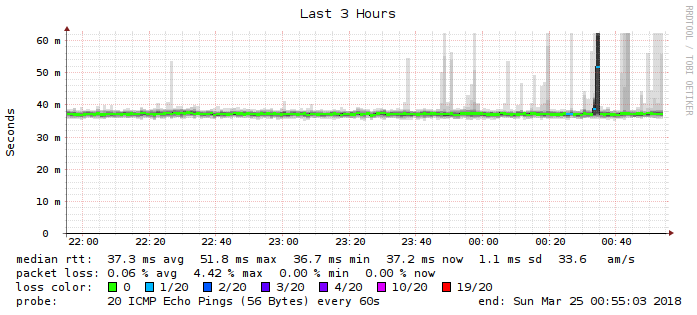 Last 3 Hours
RRDTOOL / TOBI OETIKER
Seconds
60 m
50 m
40 m
30 m
20 m
10 m
0
22:00 22:20 22:40 23:00 23:20 23:40 00:00 00:20 00:40
median rtt: 37.3 ms avg 51.8 ms max 36.7 ms min 37.2 ms now 1.1 ms sd 33.6 am/s
packet loss: 0.06 % avg 4.42 % max 0.00 % min 0.00 % now
loss color: 0 1/20 2/20 3/20 4/20 10/20 19/20
probe: 20 ICMP Echo Pings (56 Bytes) every 60s end: Sun Mar 25 00:55:03 2018